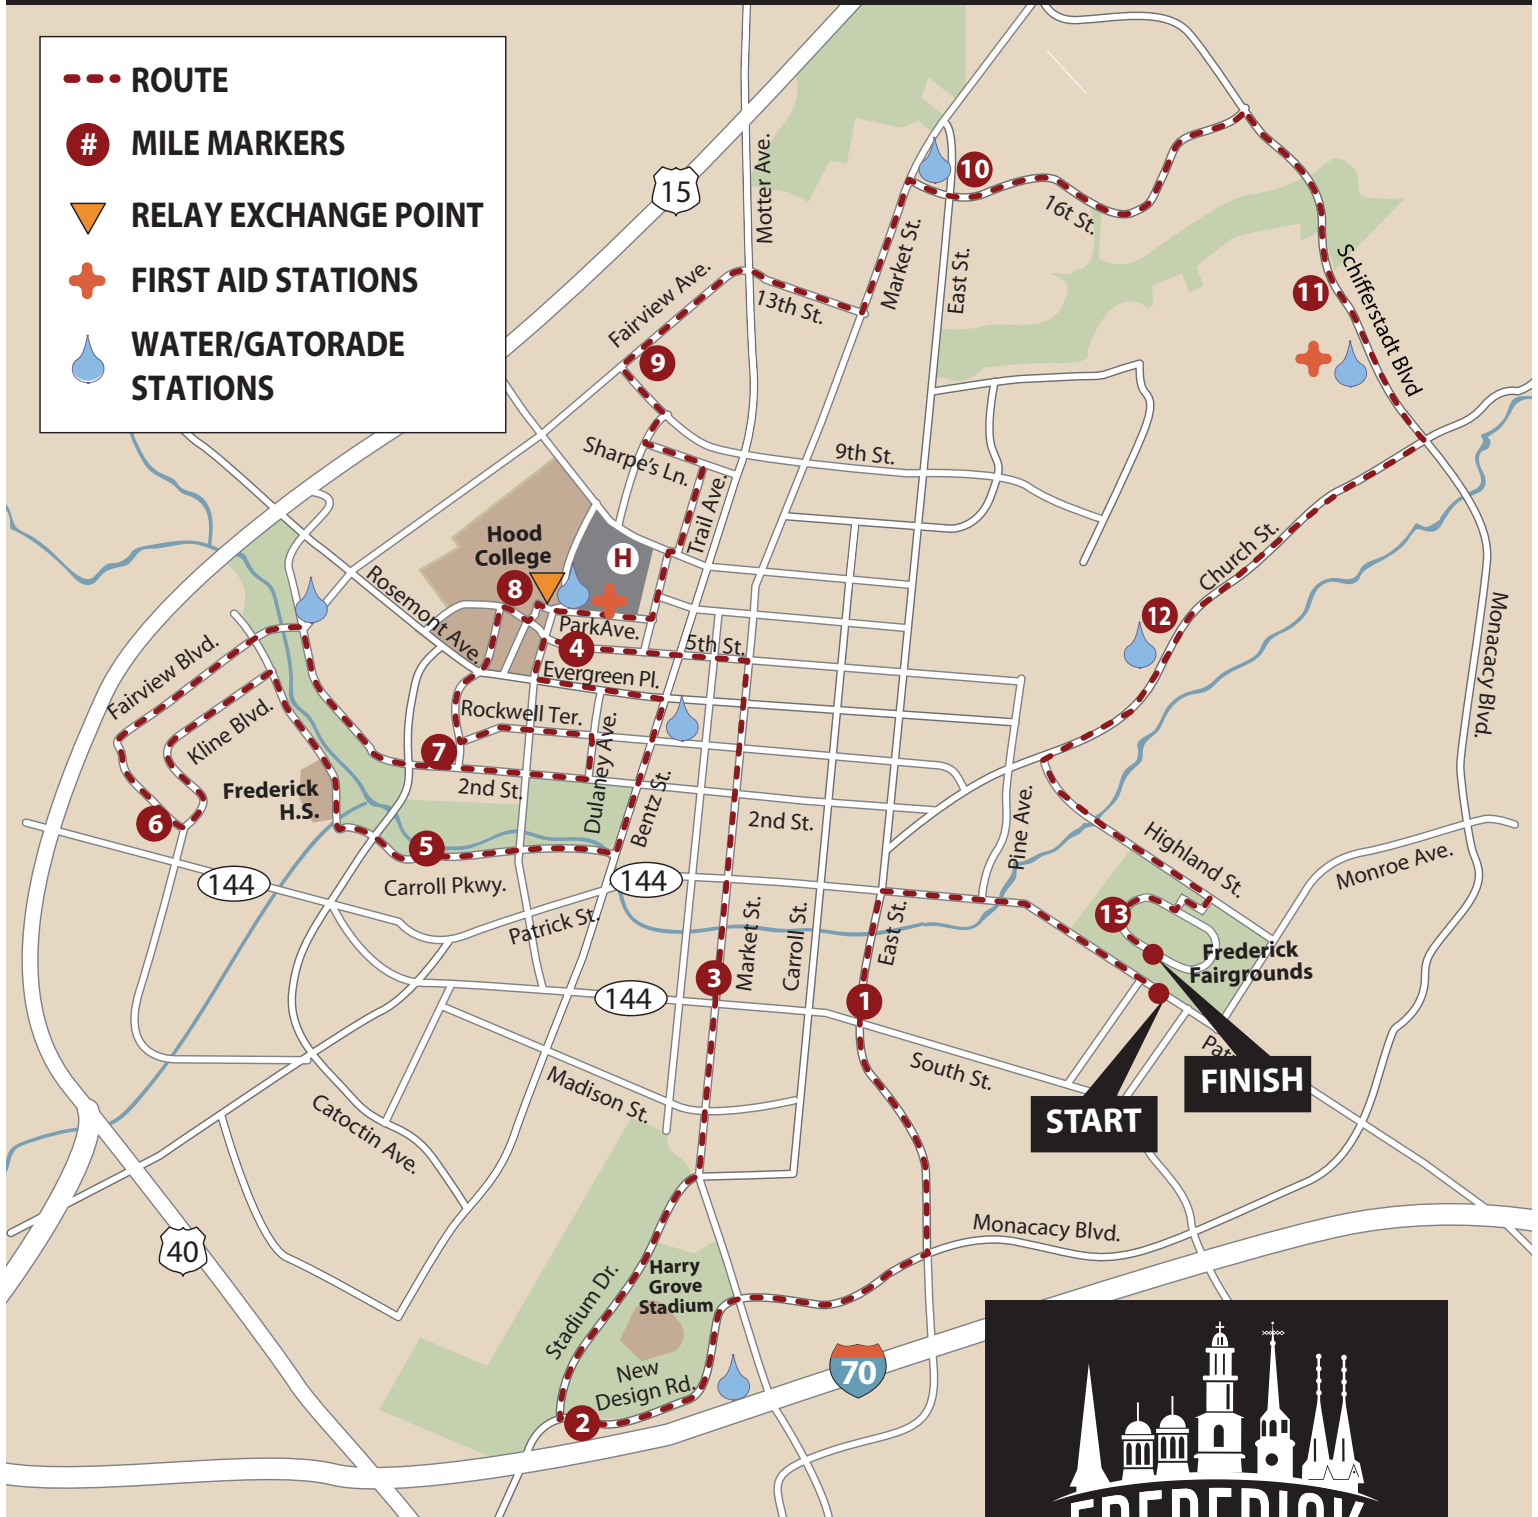 ROUTE
#
MILE MARKERS
RELAY EXCHANGE POINT
FIRST AID STATIONS
WATER/GATORADE
STATIONS
15
Motter Ave.
10
16t St.
Market St.
East St.
Fairview Ave.
13th St.
Schifferstadt Blvd
11
9
Sharpe's Ln.
9th St.
Trail Ave.
Hood
College
H
8
Rosemont Ave.
ParkAve.
4
5th St.
Evergreen Pl.
Church St.
12
Monacacy Blvd.
Fairview Blvd.
Kline Blvd.
Rockwell Ter.
7
2nd St.
Dulaney Ave.
Bentz St.
Frederick
H.S.
6
5
2nd St.
Pine Ave.
Highland St.
Monroe Ave.
144
144
Carroll Pkwy.
Patrick St.
Market St.
Carroll St.
East St.
13
Frederick
Fairgrounds
3
144
1
South St.
Pat
FINISH
START
Madison St.
Catoctin Ave.
40
Monacacy Blvd.
Harry
Grove
Stadium
Stadium Dr.
New
Design Rd.
2
70
FREDERICK